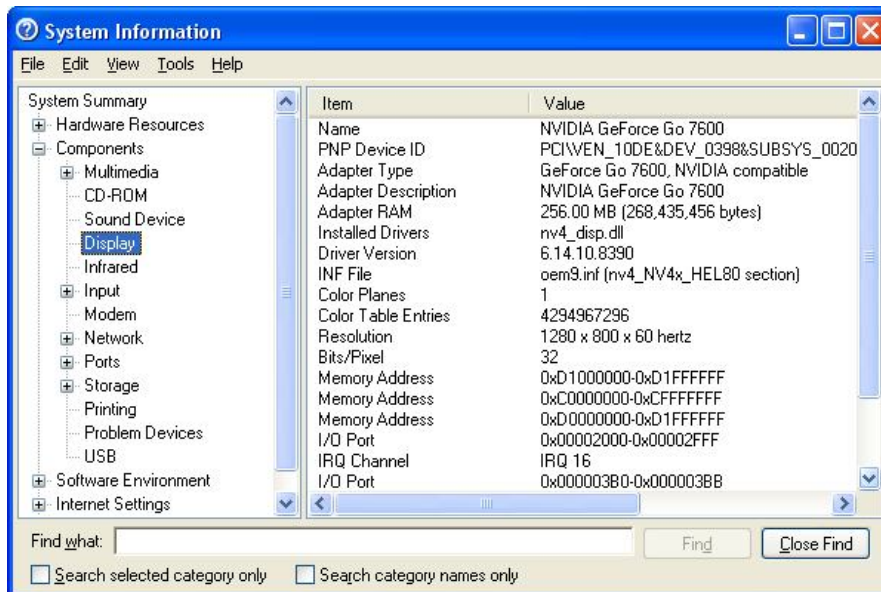 System Information
File Edit View Tools Help
System Summary
Hardware Resources
Components
Multimedia
CD-ROM
Sound Device
Display
Infrared
Input
Modem
Network
Ports
Storage
Printing
Problem Devices
USB
Software Environment
Internet Settings
Item Value
Name NVIDIA GeForce Go 7600
PNP Device ID PCI\VEN_10DE&DEV_0398&SUBSYS_0020
Adapter Type GeForce Go 7600, NVIDIA compatible
Adapter Description NVIDIA GeForce Go 7600
Adapter RAM 256.00 MB (268,435,456 bytes)
Installed Drivers nv4_disp.dll
Driver Version 6.14.10.8390
INF File oem9.inf (nv4_NV4x_HEL80 section)
Color Planes 1
Color Table Entries 4294967296
Resolution 1280 x 800 x 60 hertz
Bits/Pixel 32
Memory Address 0xD1000000-0xD1FFFFFF
Memory Address 0xC0000000-0xCFFFFFFF
Memory Address 0xD0000000-0xD1FFFFFF
I/O Port 0x00002000-0x00002FFF
IRQ Channel IRQ 16
I/O Port 0x000003B0-0x000003BB
Find what: Find Close Find
Search selected category only Search category names only